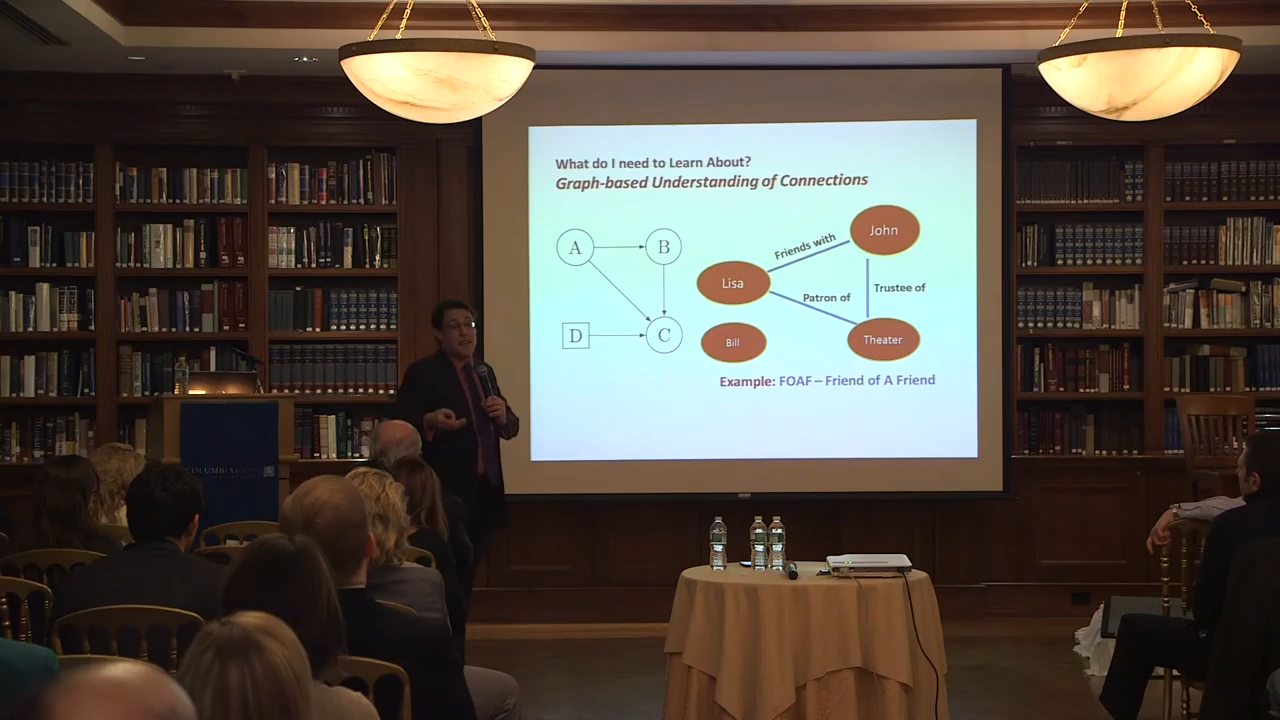 What do I need to Learn About?
Graph-based Understanding of Connections
A
B
D
C
John
Friends with
Lisa
Trustee of
Patron of
Bill
Theater
Example: FOAF – Friend of A Friend
COLUMBIA